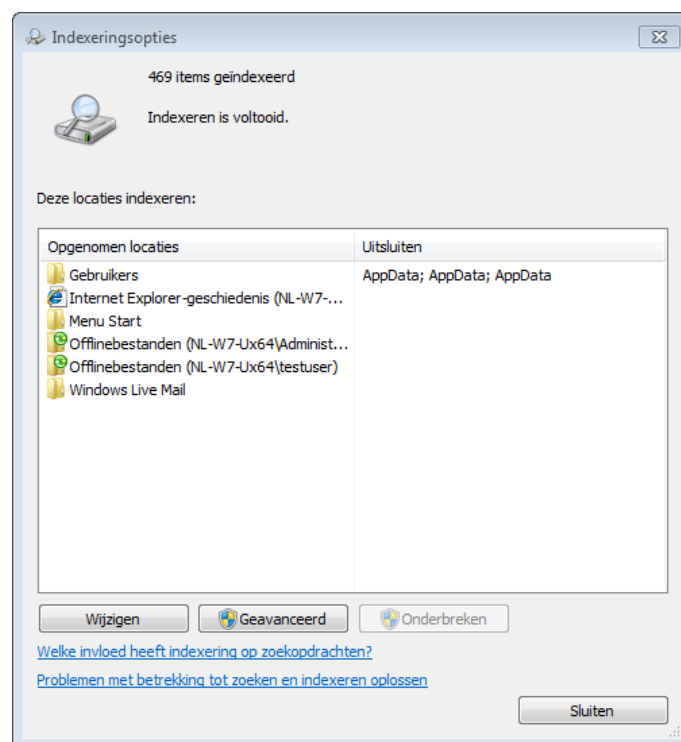 Indexeringsopties
469 items geïndexeerd
Indexeren is voltooid.
Deze locaties indexeren:
Opgenomen locaties Uitsluiten
Gebruikers AppData; AppData; AppData
Internet Explorer-geschiedenis (NL-W7-...
Menu Start
Offlinebestanden (NL-W7-Ux64\Administ...
Offlinebestanden (NL-W7-Ux64\testuser)
Windows Live Mail
Wijzigen Geavanceerd Onderbreken
Welke invloed heeft indexering op zoekopdrachten?
Problemen met betrekking tot zoeken en indexeren oplossen
Sluiten